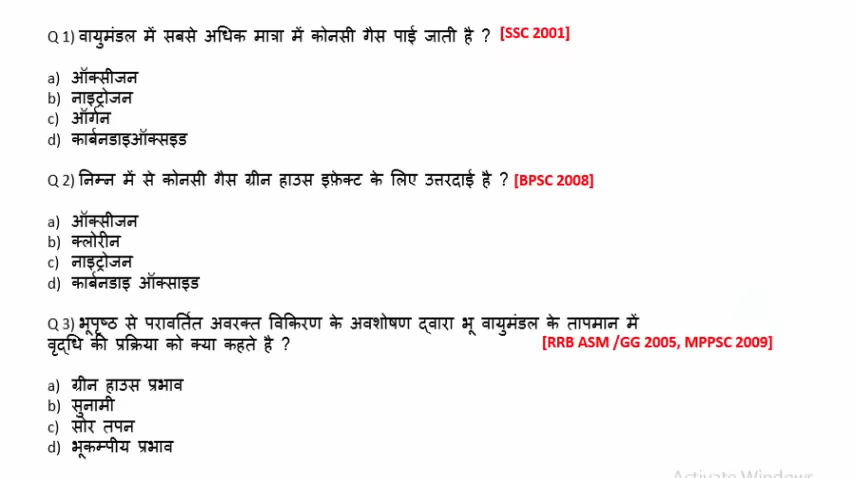 Q 1) वायुमंडल में सबसे अधिक मात्रा में कोनसी गैस पाई जाती है ? [SSC 2001]
a) ऑक्सीजन
b) नाइट्रोजन
c) ऑर्गन
d) कार्बनडाइऑक्सइड
Q 2) निम्न में से कोनसी गैस ग्रीन हाउस इफ़ेक्ट के लिए उत्तरदाई है ? [BPSC 2008]
a) ऑक्सीजन
b) क्लोरीन
c) नाइट्रोजन
d) कार्बनडाइ ऑक्साइड
Q 3) भूपृष्ठ से परावर्तित अवरक्त विकिरण के अवशोषण द्वारा भू वायुमंडल के तापमान में
वृद्धि की प्रक्रिया को क्या कहते है ? [RRB ASM /GG 2005, MPPSC 2009]
a) ग्रीन हाउस प्रभाव
b) सुनामी
c) सोर तपन
d) भूकम्पीय प्रभाव
Activate Windows